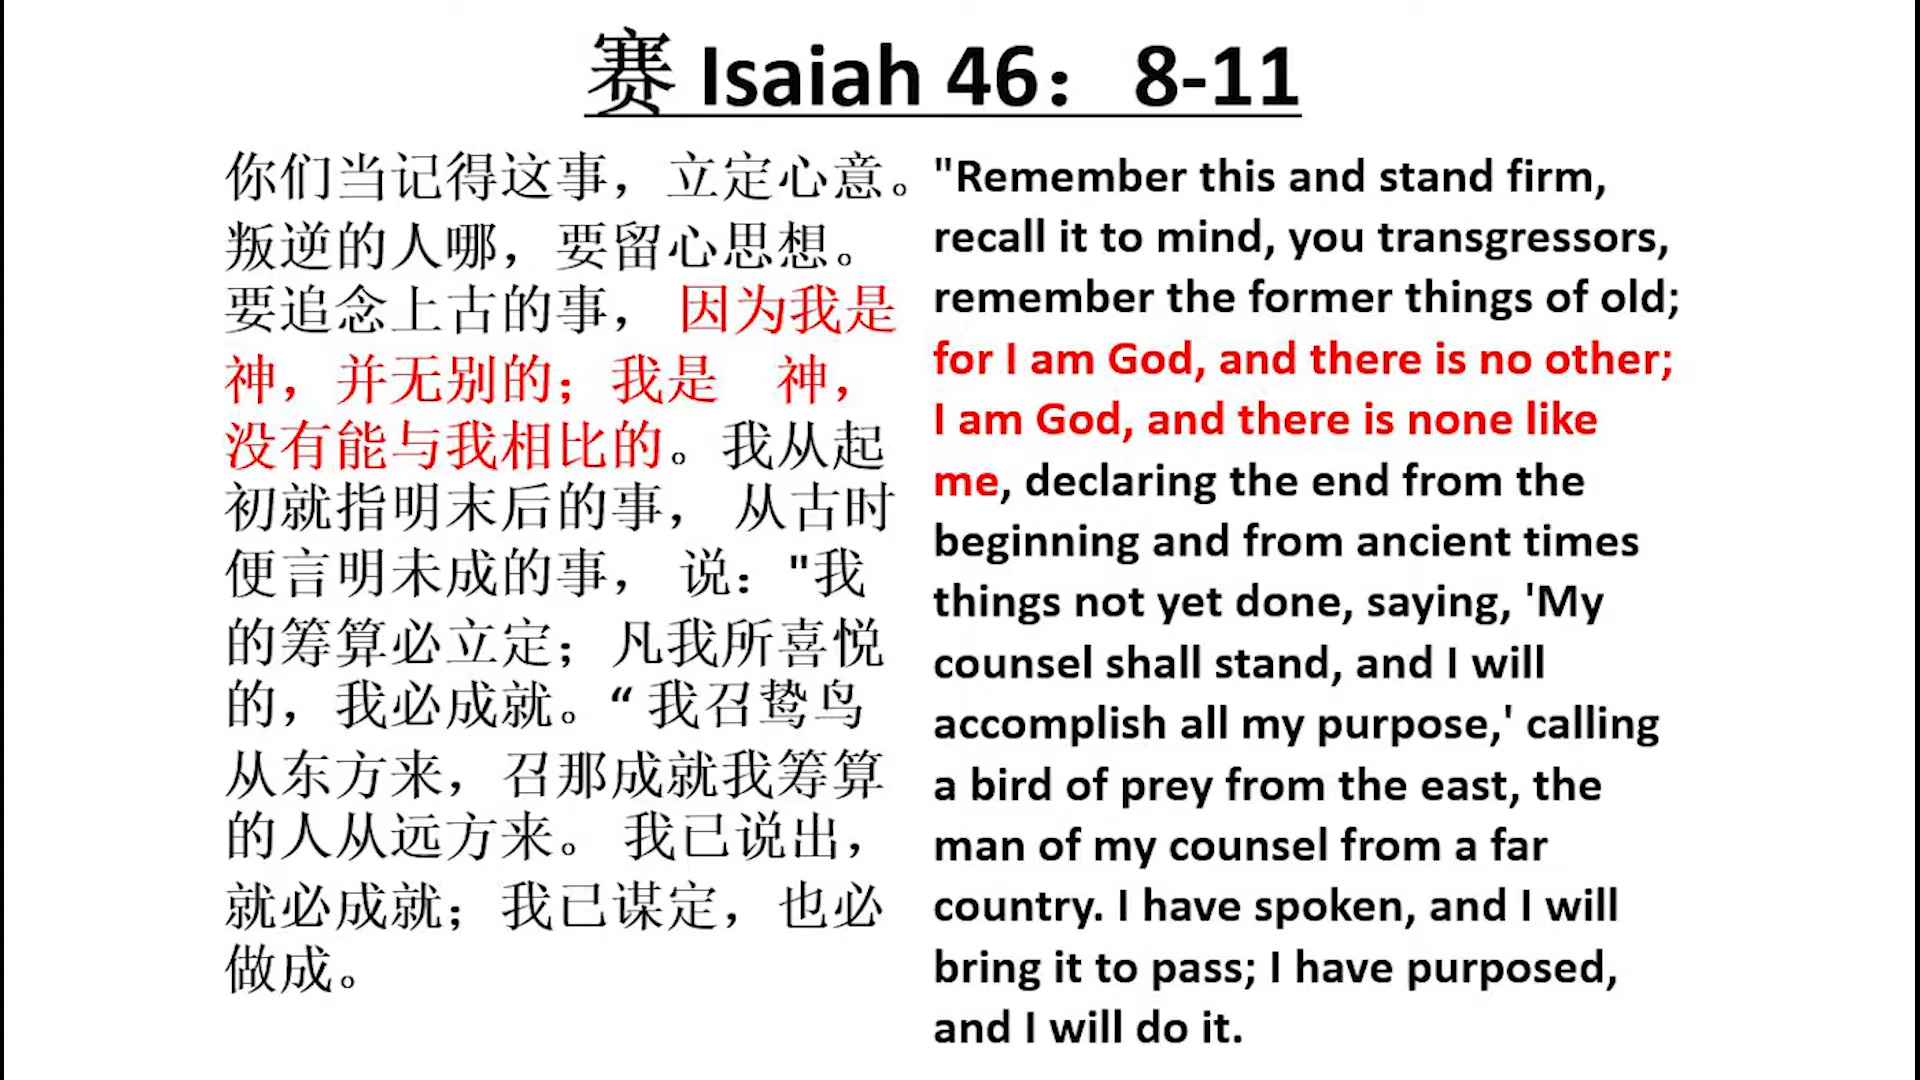 赛 Isaiah 46： 8-11
你们当记得这事，立定心意。
叛逆的人哪，要留心思想。
要追念上古的事， 因为我是
神，并无别的；我是　神，
没有能与我相比的。我从起
初就指明末后的事， 从古时
便言明未成的事， 说："我
的筹算必立定；凡我所喜悦
的，我必成就。“ 我召鸷鸟
从东方来，召那成就我筹算
的人从远方来。 我已说出，
就必成就；我已谋定，也必
做成。
"Remember this and stand firm,
recall it to mind, you transgressors,
remember the former things of old;
for I am God, and there is no other;
I am God, and there is none like
me, declaring the end from the
beginning and from ancient times
things not yet done, saying, 'My
counsel shall stand, and I will
accomplish all my purpose,' calling
a bird of prey from the east, the
man of my counsel from a far
country. I have spoken, and I will
bring it to pass; I have purposed,
and I will do it.